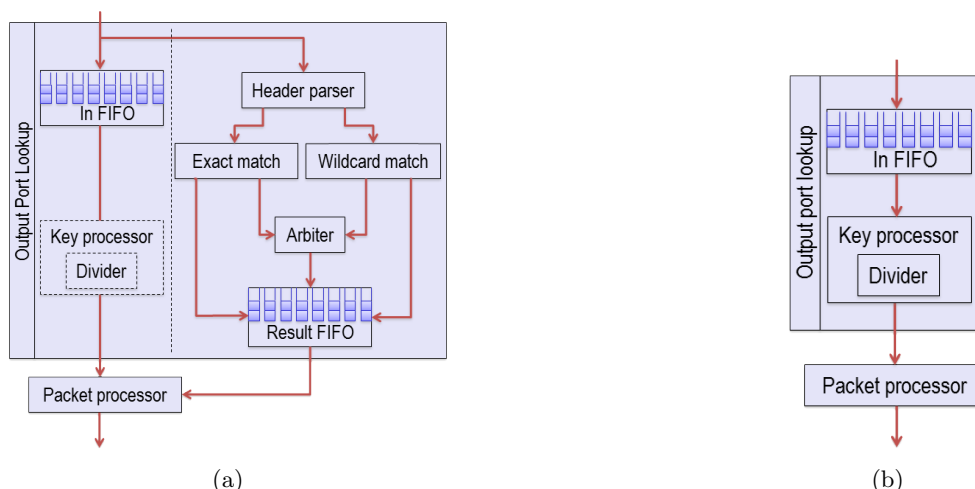 Output Port Lookup
In FIFO
Key processor
Divider
Header parser
Exact match
Wildcard match
Arbiter
Result FIFO
Packet processor
(a)
Output port lookup
In FIFO
Key processor
Divider
Packet processor
(b)